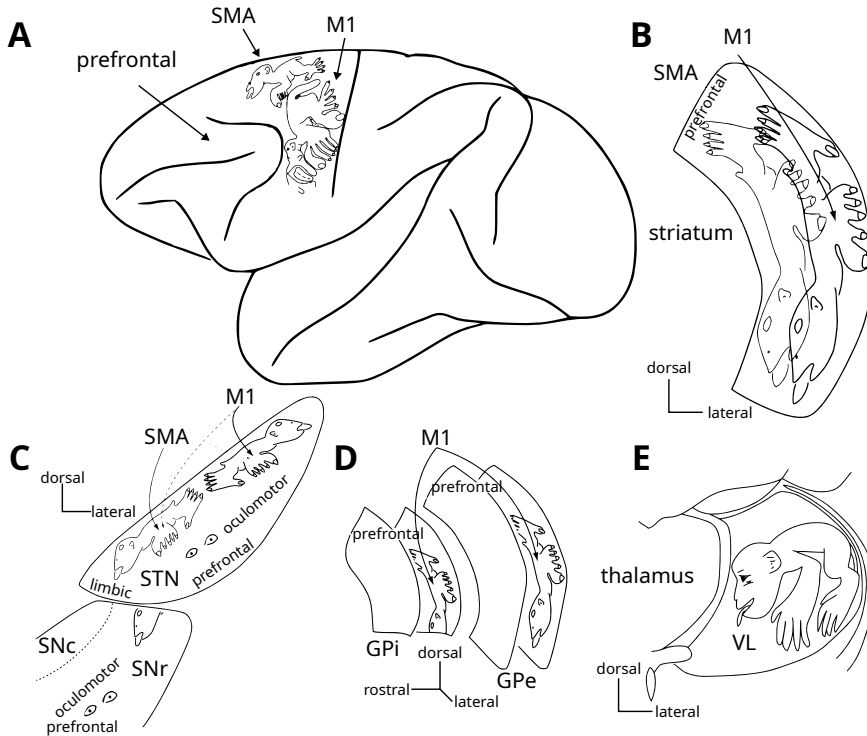 A
SMA
M1
prefrontal
B
M1
SMA
prefrontal
striatum
dorsal
lateral
C
M1
SMA
dorsal
lateral
oculomotor
prefrontal
STN
limbic
SNc
SNr
oculomotor
prefrontal
D
M1
prefrontal
prefrontal
GPi
dorsal
GPe
rostral
lateral
E
thalamus
VL
dorsal
lateral